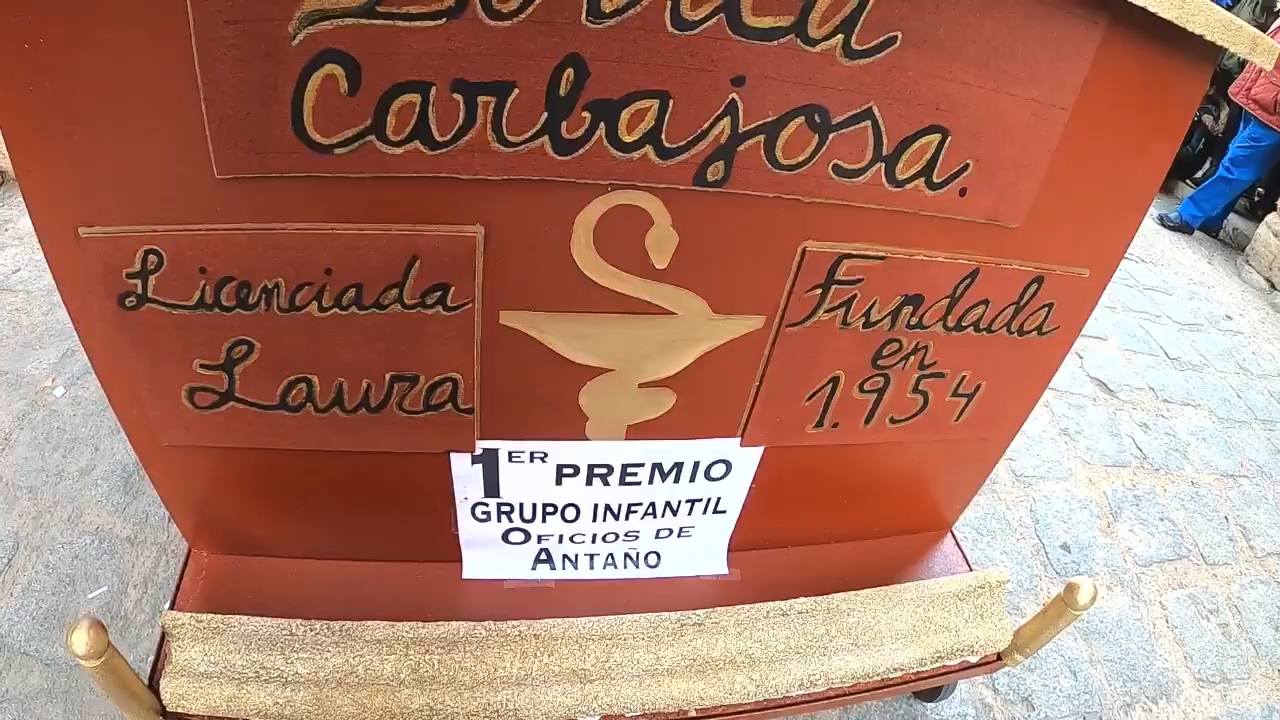 Carbajosa.
Licenciada
Laura
Fundada
en
1.954
1ER PREMIO
GRUPO INFANTIL
OFICIOS DE
ANTAÑO